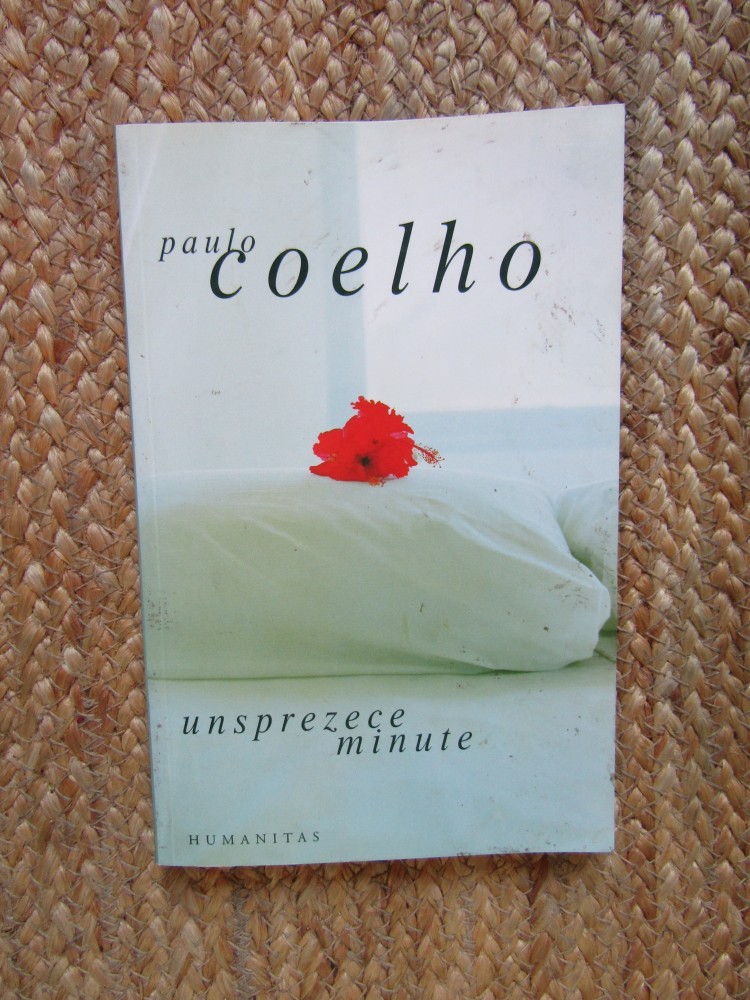 paulo
coelho
unsprezece
minute
HUMANITAS